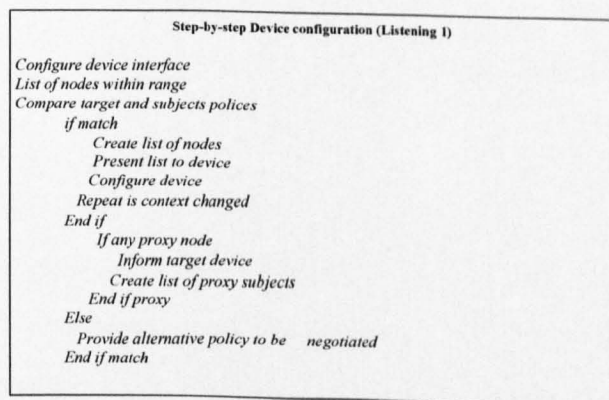 Step-by-step Device configuration (Listening 1)
Configure device interface
List of nodes within range
Compare target and subjects polices
if match
Create list of nodes
Present list to device
Configure device
Repeat is context changed
End if
If any proxy node
Inform target device
Create list of proxy subjects
End if proxy
Else
Provide alternative policy to be negotiated
End if match